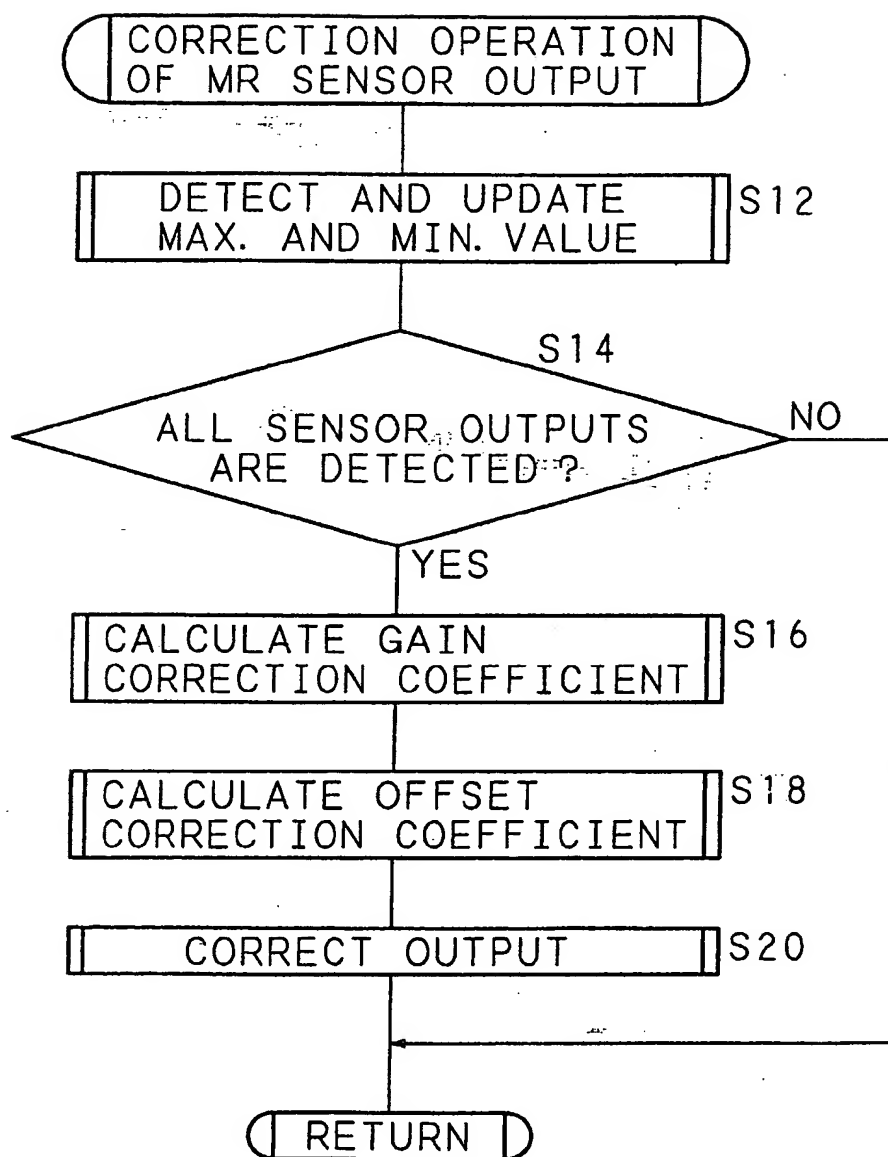 CORRECTION OPERATION
OF MR SENSOR OUTPUT
DETECT AND UPDATE
MAX. AND MIN. VALUE
S12
S14
ALL SENSOR OUTPUTS
ARE DETECTED?
NO
YES
CALCULATE GAIN
CORRECTION COEFFICIENT
S16
CALCULATE OFFSET
CORRECTION COEFFICIENT
S18
CORRECT OUTPUT
S20
RETURN